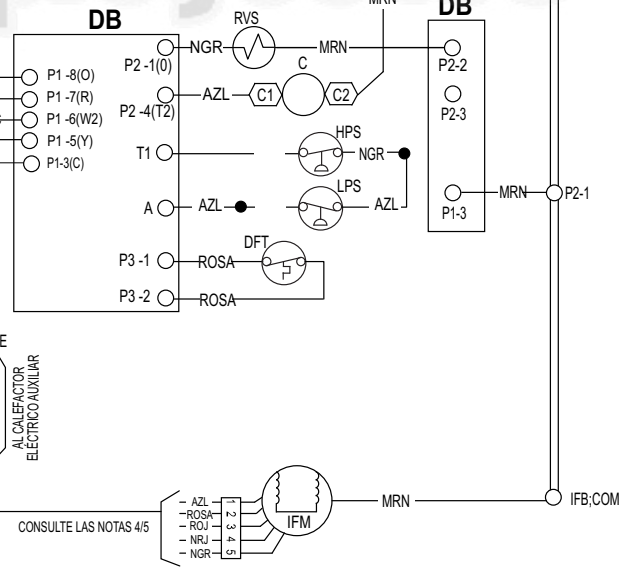 MRN
DB
DB
RVS
NGR
MRN
P2 -1(0)
P2-2
P1 -8(O)
P1 -7(R)
P1 -6(W2)
P1 -5(Y)
P1-3(C)
C
AZL
C1
C2
P2 -4(T2)
P2-3
HPS
T1
NGR
LPS
A
AZL
AZL
P1-3
MRN
P2-1
DFT
P3 -1
ROSA
P3 -2
ROSA
E
AL CALEFACTOR
ELÉCTRICO AUXILIAR
CONSULTE LAS NOTAS 4/5
AZL
ROSA
ROJ
NRJ
NGR
1
2
3
4
5
IFM
MRN
IFB;COM